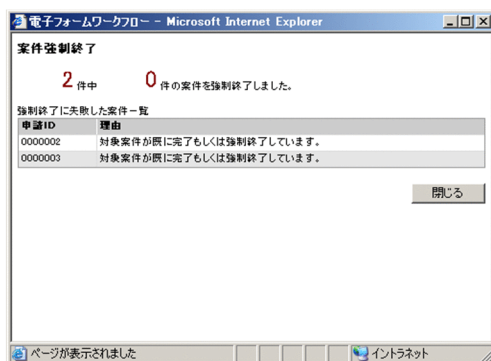 電子フォームワークフロー - Microsoft Internet Explorer
案件強制終了
2 件中 0 件の案件を強制終了しました。
強制終了に失敗した案件一覧
申請ID 理由
0000002 対象案件が既に完了もしくは強制終了しています。
0000003 対象案件が既に完了もしくは強制終了しています。
閉じる
ページが表示されました イントラネット